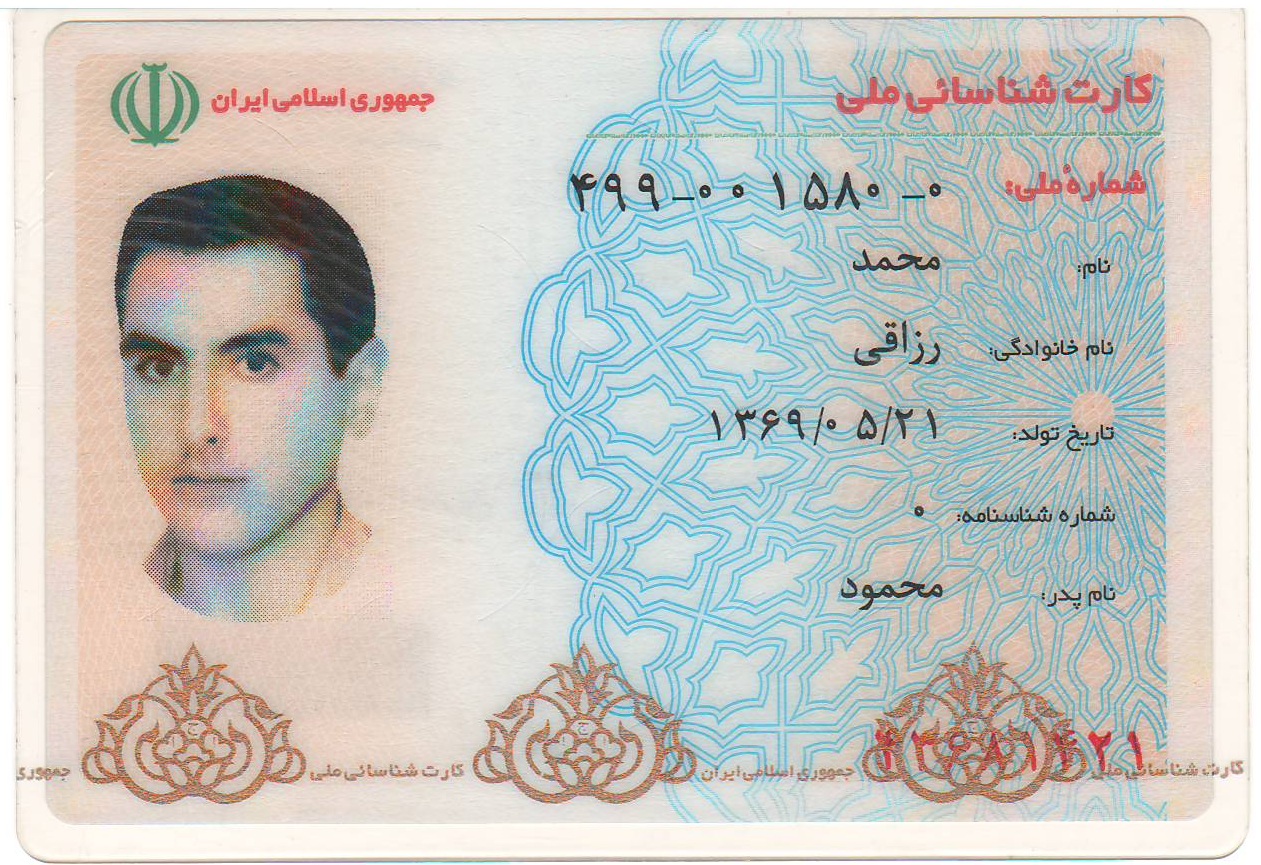 جمهوری اسلامی ایران
کارت شناسائی ملی
شماره ملی: ۴۹۹-۰۰۱۵۸۰-۰
نام: محمد
نام خانوادگی: رزاقی
تاریخ تولد: ۱۳۶۹/۰۵/۲۱
شماره شناسنامه: ۰
نام پدر: محمود
کارت شناسائی ملی جمهوری اسلامی ایران کارت شناسائی ملی جمهوری